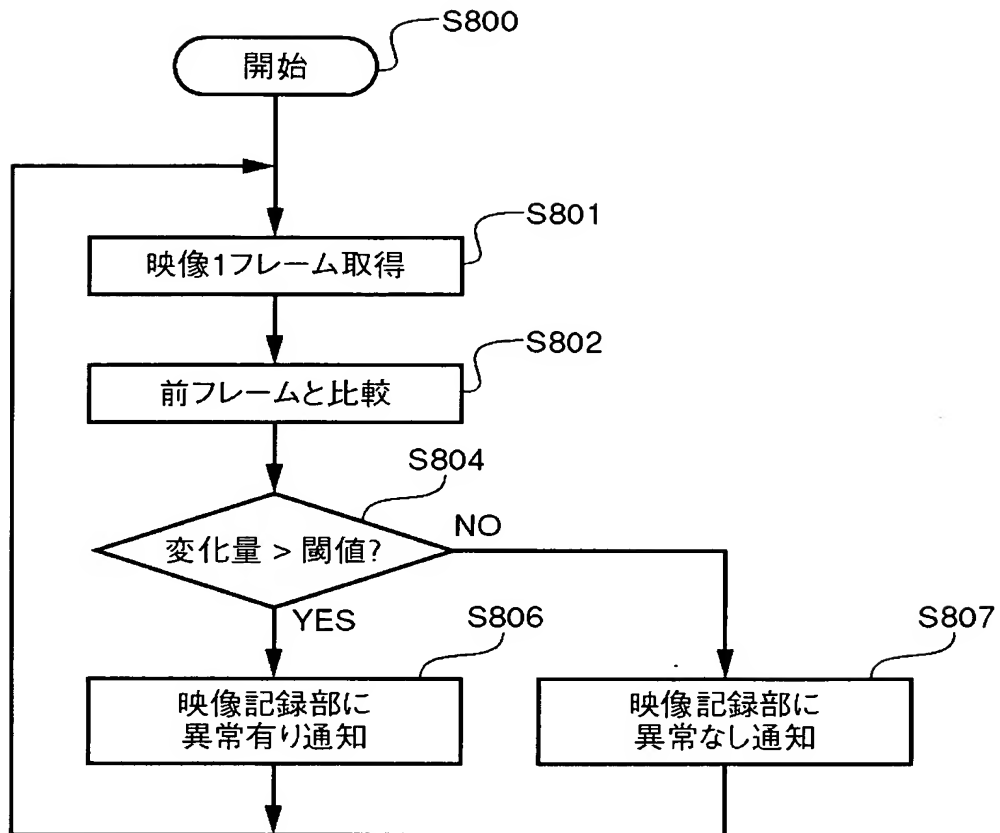 S800
開始
S801
映像1フレーム取得
S802
前フレームと比較
S804
変化量 > 閾値?
NO
YES
S806
映像記録部に
異常有り通知
S807
映像記録部に
異常なし通知